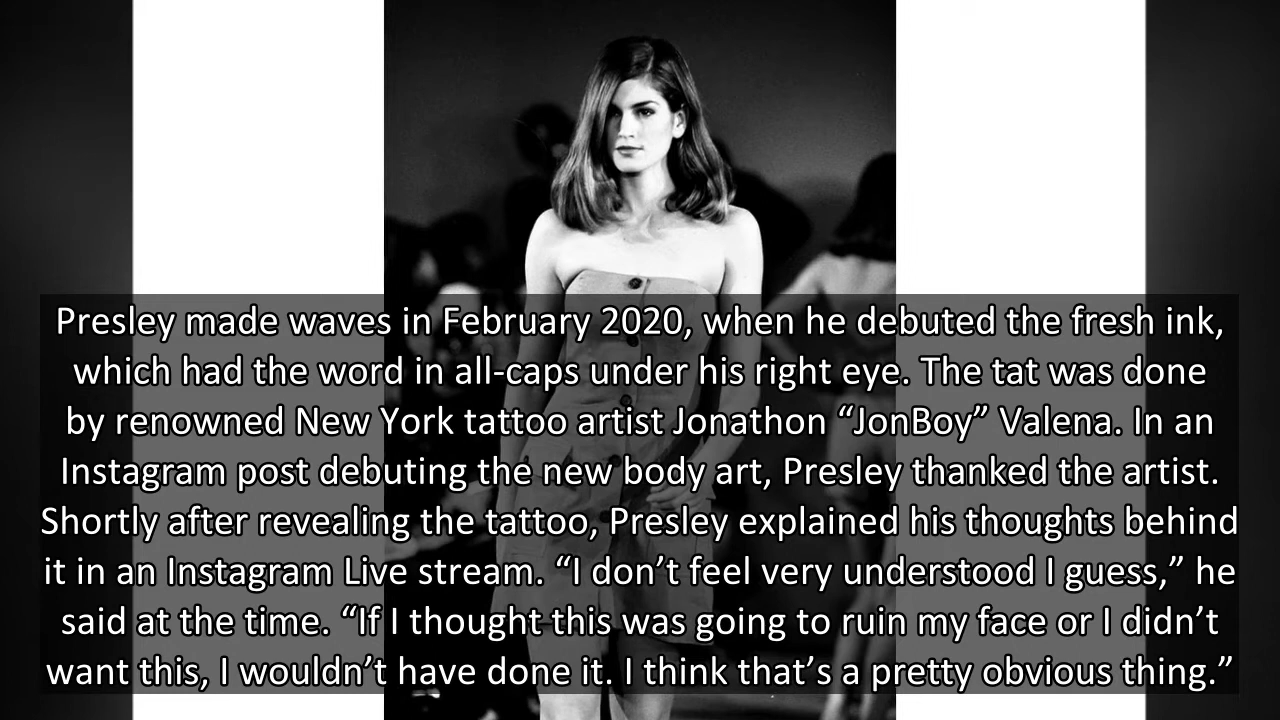 Presley made waves in February 2020, when he debuted the fresh ink,
which had the word in all-caps under his right eye. The tat was done
by renowned New York tattoo artist Jonathon “JonBoy” Valena. In an
Instagram post debuting the new body art, Presley thanked the artist.
Shortly after revealing the tattoo, Presley explained his thoughts behind
it in an Instagram Live stream. “I don’t feel very understood I guess,” he
said at the time. “If I thought this was going to ruin my face or I didn’t
want this, I wouldn’t have done it. I think that’s a pretty obvious thing.”